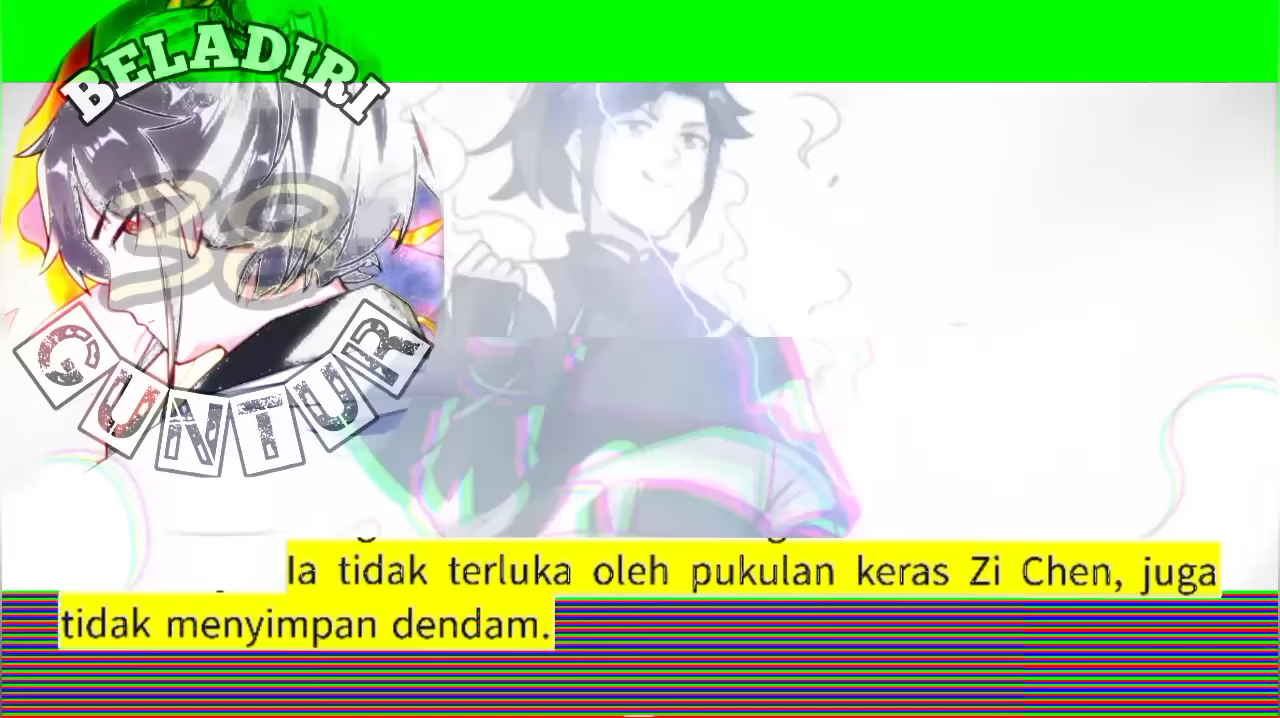 BELADIRI
GUNTUR
Ia tidak terluka oleh pukulan keras Zi Chen, juga
tidak menyimpan dendam.